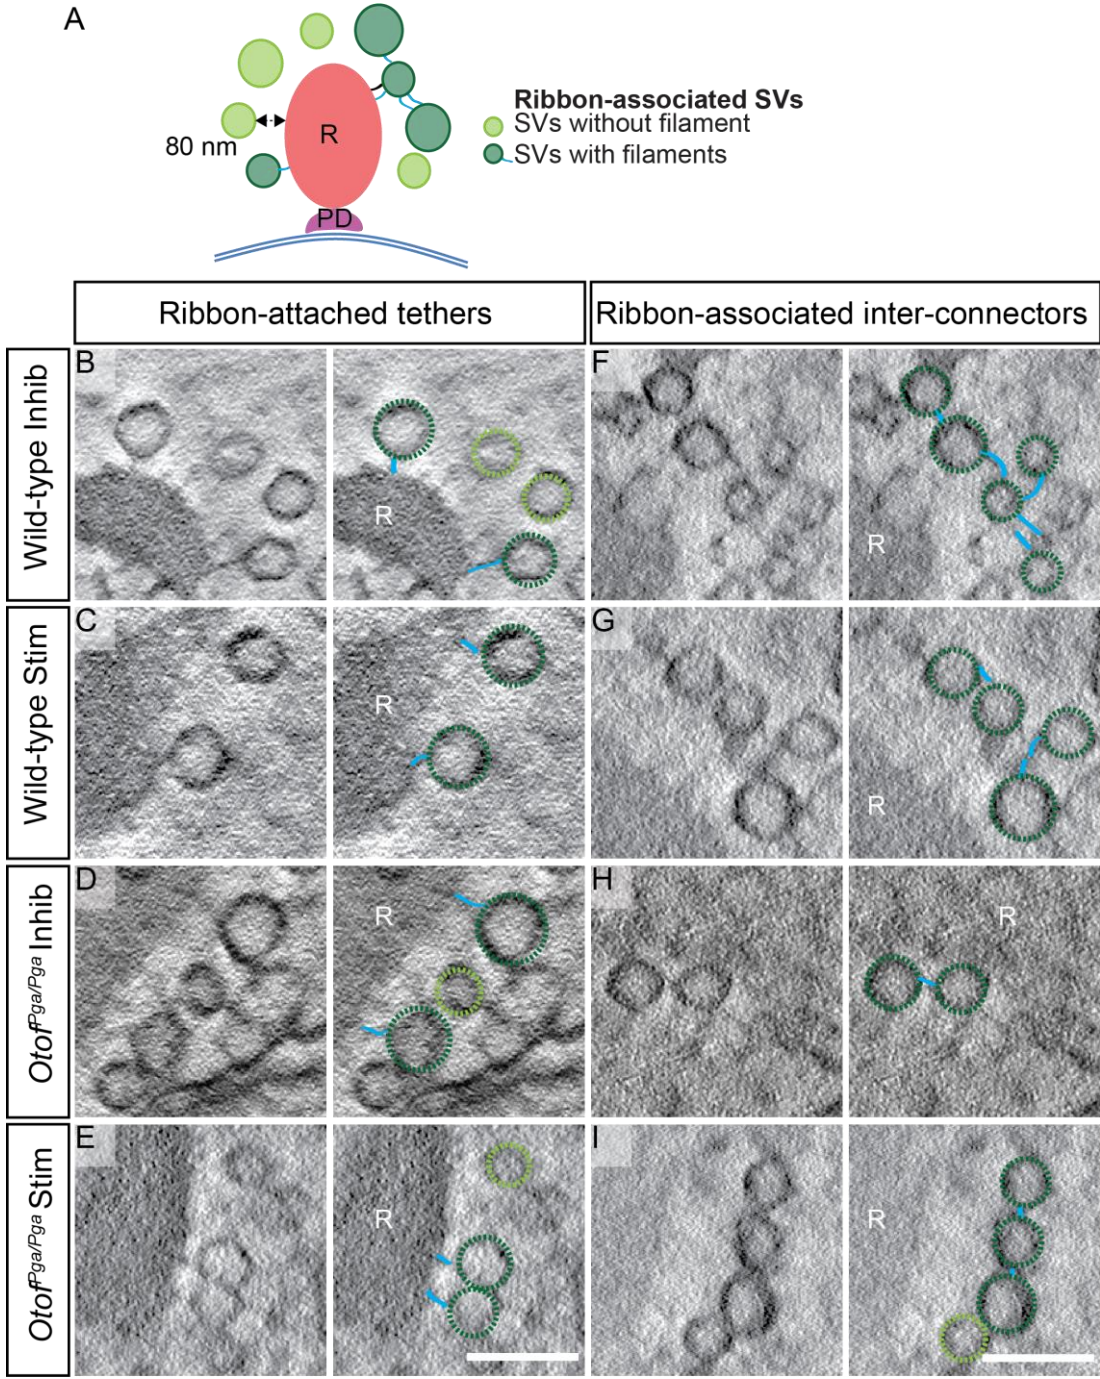 A
Ribbon-associated SVs
SVs without filament
SVs with filaments
80 nm
R
PD
Ribbon-attached tethers
Ribbon-associated inter-connectors
Wild-type Inhib
B
R
F
R
Wild-type Stim
C
R
G
R
Otof^Pga/Pga Inhib
D
R
H
R
Otof^Pga/Pga Stim
E
R
I
R